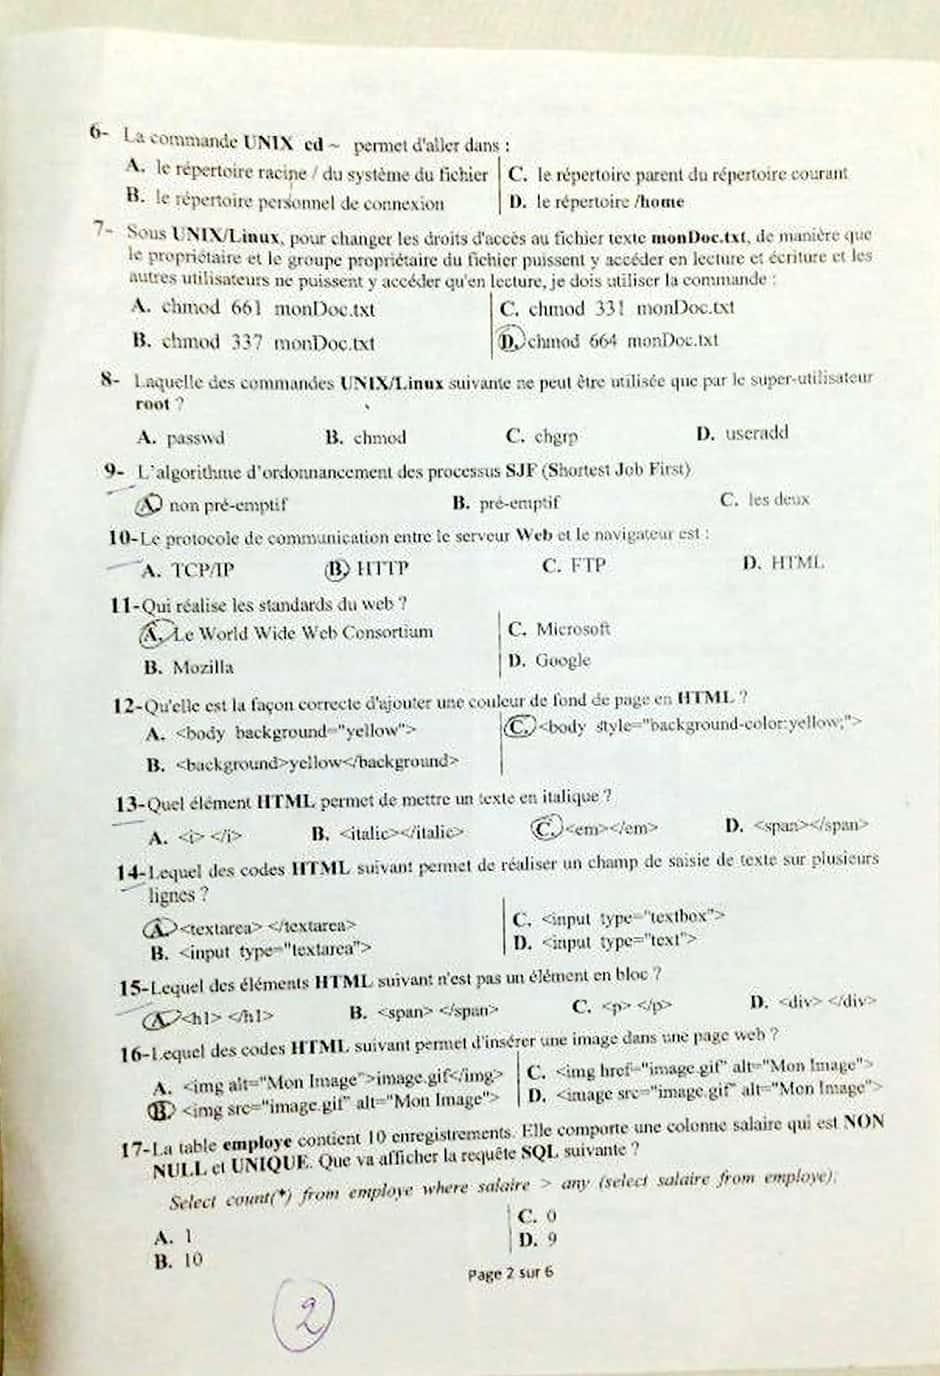 6- La commande UNIX cd ~ permet d'aller dans :
A. le répertoire racine / du système du fichier
C. le répertoire parent du répertoire courant
B. le répertoire personnel de connexion
D. le répertoire /home
7- Sous UNIX/Linux, pour changer les droits d'accès au fichier texte monDoc.txt, de manière que
le propriétaire et le groupe propriétaire du fichier puissent y accéder en lecture et écriture et les
autres utilisateurs ne puissent y accéder qu'en lecture, je dois utiliser la commande :
A. chmod 661 monDoc.txt
C. chmod 331 monDoc.txt
B. chmod 337 monDoc.txt
D. chmod 664 monDoc.txt
8- Laquelle des commandes UNIX/Linux suivante ne peut être utilisée que par le super-utilisateur
root ?
A. passwd B. chmod C. chgrp D. useradd
9- L'algorithme d'ordonnancement des processus SJF (Shortest Job First)
A. non pré-emptif B. pré-emptif C. les deux
10-Le protocole de communication entre le serveur Web et le navigateur est :
A. TCP/IP B. HTTP C. FTP D. HTML
11-Qui réalise les standards du web ?
A. Le World Wide Web Consortium
C. Microsoft
B. Mozilla
D. Google
12-Qu'elle est la façon correcte d'ajouter une couleur de fond de page en HTML ?
A. <body background="yellow">
C. <body style="background-color:yellow;">
B. <background>yellow</background>
13-Quel élément HTML permet de mettre un texte en italique ?
A. <i> </i> B. <italic></italic> C. <em></em> D. <span></span>
14-Lequel des codes HTML suivant permet de réaliser un champ de saisie de texte sur plusieurs
lignes ?
A. <textarea> </textarea>
C. <input type="textbox">
B. <input type="textarea">
D. <input type="text">
15-Lequel des éléments HTML suivant n'est pas un élément en bloc ?
A. <h1> </h1> B. <span> </span> C. <p> </p> D. <div> </div>
16-Lequel des codes HTML suivant permet d'insérer une image dans une page web ?
A. <img alt="Mon Image">image.gif</img>
C. <img href="image.gif" alt="Mon Image">
B. <img src="image.gif" alt="Mon Image">
D. <image src="image.gif" alt="Mon Image">
17-La table employe contient 10 enregistrements. Elle comporte une colonne salaire qui est NON
NULL et UNIQUE. Que va afficher la requête SQL suivante ?
Select count(*) from employe where salaire > any (select salaire from employe);
A. 1
C. 0
B. 10
D. 9
Page 2 sur 6
2